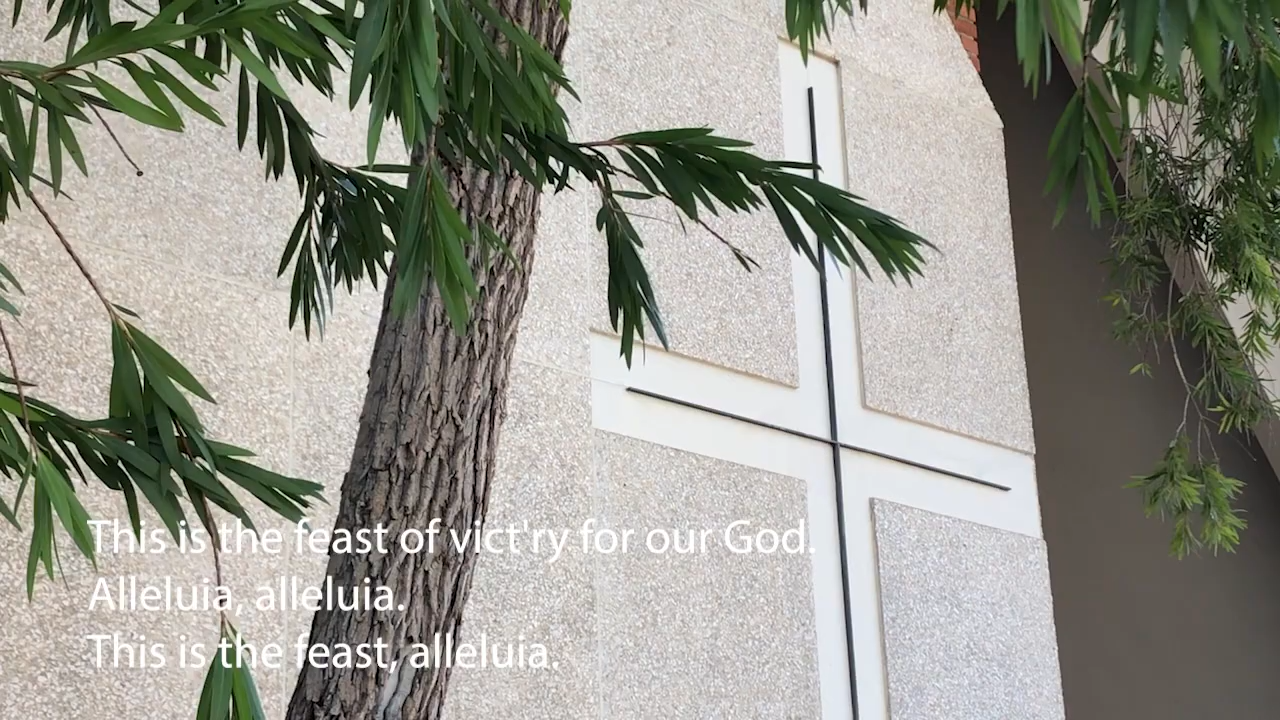 This is the feast of vict'ry for our God.
Alleluia, alleluia.
This is the feast, alleluia.